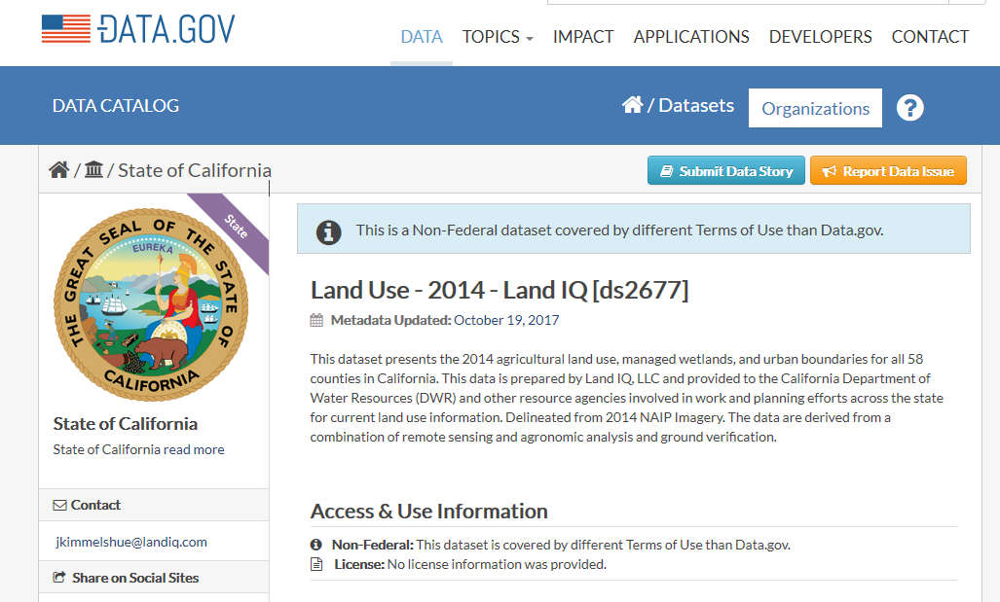 DATA.GOV
DATA TOPICS IMPACT APPLICATIONS DEVELOPERS CONTACT
DATA CATALOG
/ Datasets Organizations ?
/ / State of California
Submit Data Story Report Data Issue
State
THE GREAT SEAL OF THE STATE OF CALIFORNIA
EUREKA
State of California
State of California read more
Contact
jkimmelshue@landiq.com
Share on Social Sites
This is a Non-Federal dataset covered by different Terms of Use than Data.gov.
Land Use - 2014 - Land IQ [ds2677]
Metadata Updated: October 19, 2017
This dataset presents the 2014 agricultural land use, managed wetlands, and urban boundaries for all 58
counties in California. This data is prepared by Land IQ, LLC and provided to the California Department of
Water Resources (DWR) and other resource agencies involved in work and planning efforts across the state
for current land use information. Delineated from 2014 NAIP Imagery. The data are derived from a
combination of remote sensing and agronomic analysis and ground verification.
Access & Use Information
Non-Federal: This dataset is covered by different Terms of Use than Data.gov.
License: No license information was provided.